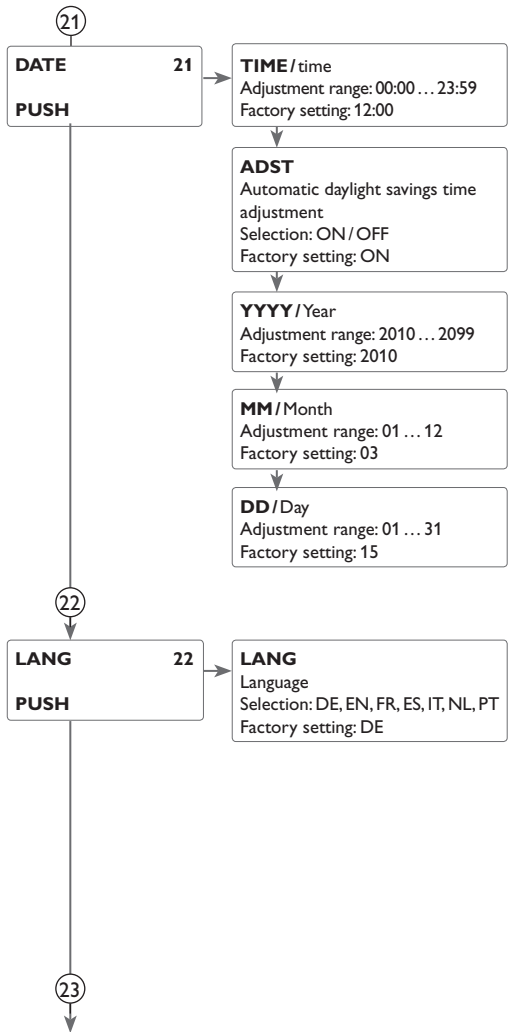 21
DATE 21
PUSH
TIME / time
Adjustment range: 00:00 … 23:59
Factory setting: 12:00
ADST
Automatic daylight savings time
adjustment
Selection: ON / OFF
Factory setting: ON
YYYY / Year
Adjustment range: 2010 … 2099
Factory setting: 2010
MM / Month
Adjustment range: 01 … 12
Factory setting: 03
DD / Day
Adjustment range: 01 … 31
Factory setting: 15
22
LANG 22
PUSH
LANG
Language
Selection: DE, EN, FR, ES, IT, NL, PT
Factory setting: DE
23